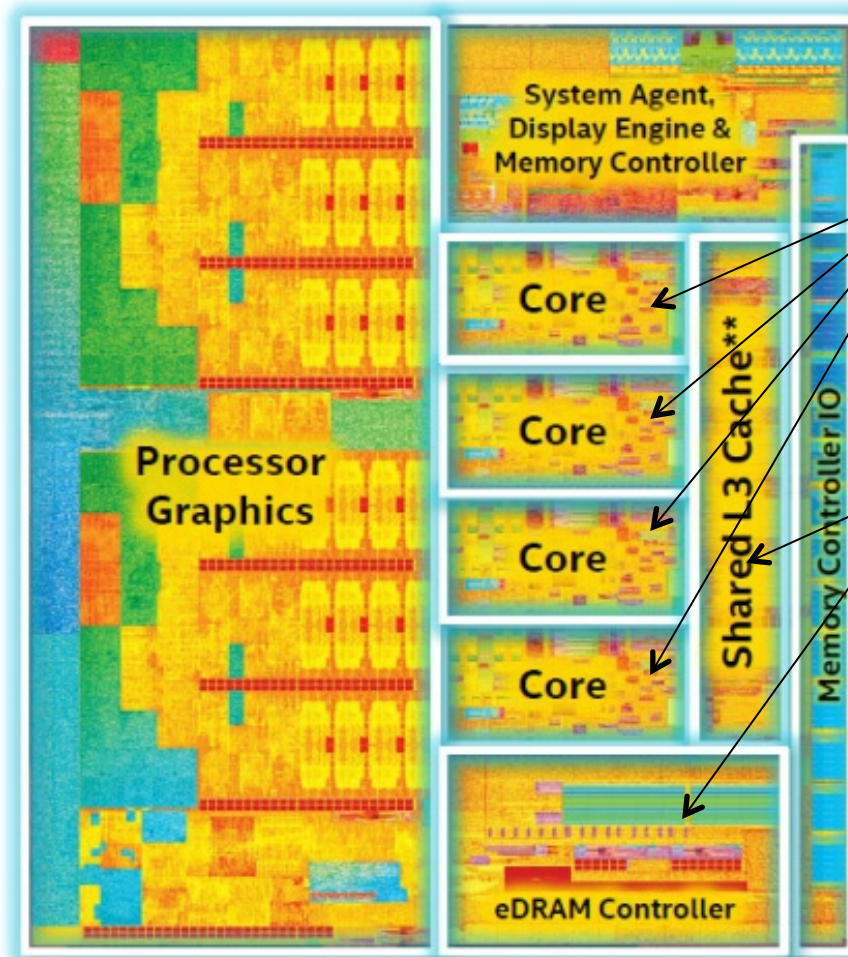 System Agent,
Display Engine &
Memory Controller
Core
Core
Core
Core
Shared L3 Cache**
Memory Controller IO
Processor
Graphics
eDRAM Controller